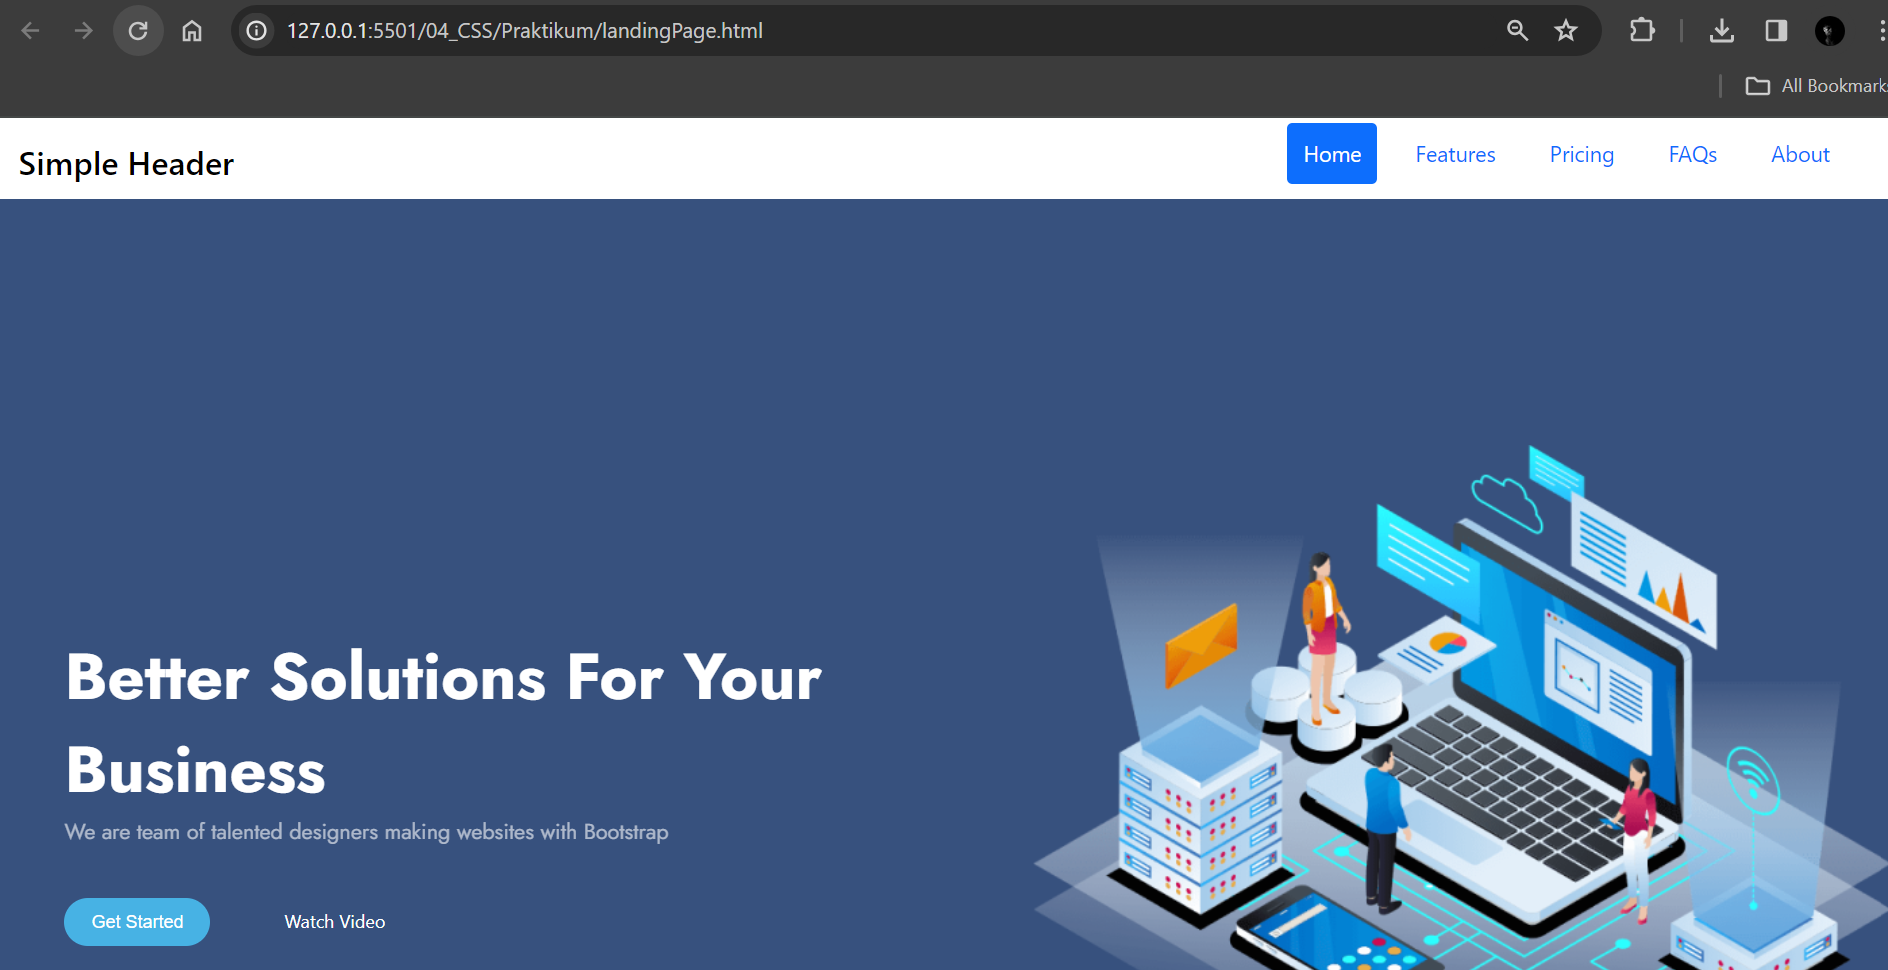 127.0.0.1:5501/04_CSS/Praktikum/landingPage.html
All Bookmarks
Simple Header
Home Features Pricing FAQs About
Better Solutions For Your
Business
We are team of talented designers making websites with Bootstrap
Get Started Watch Video